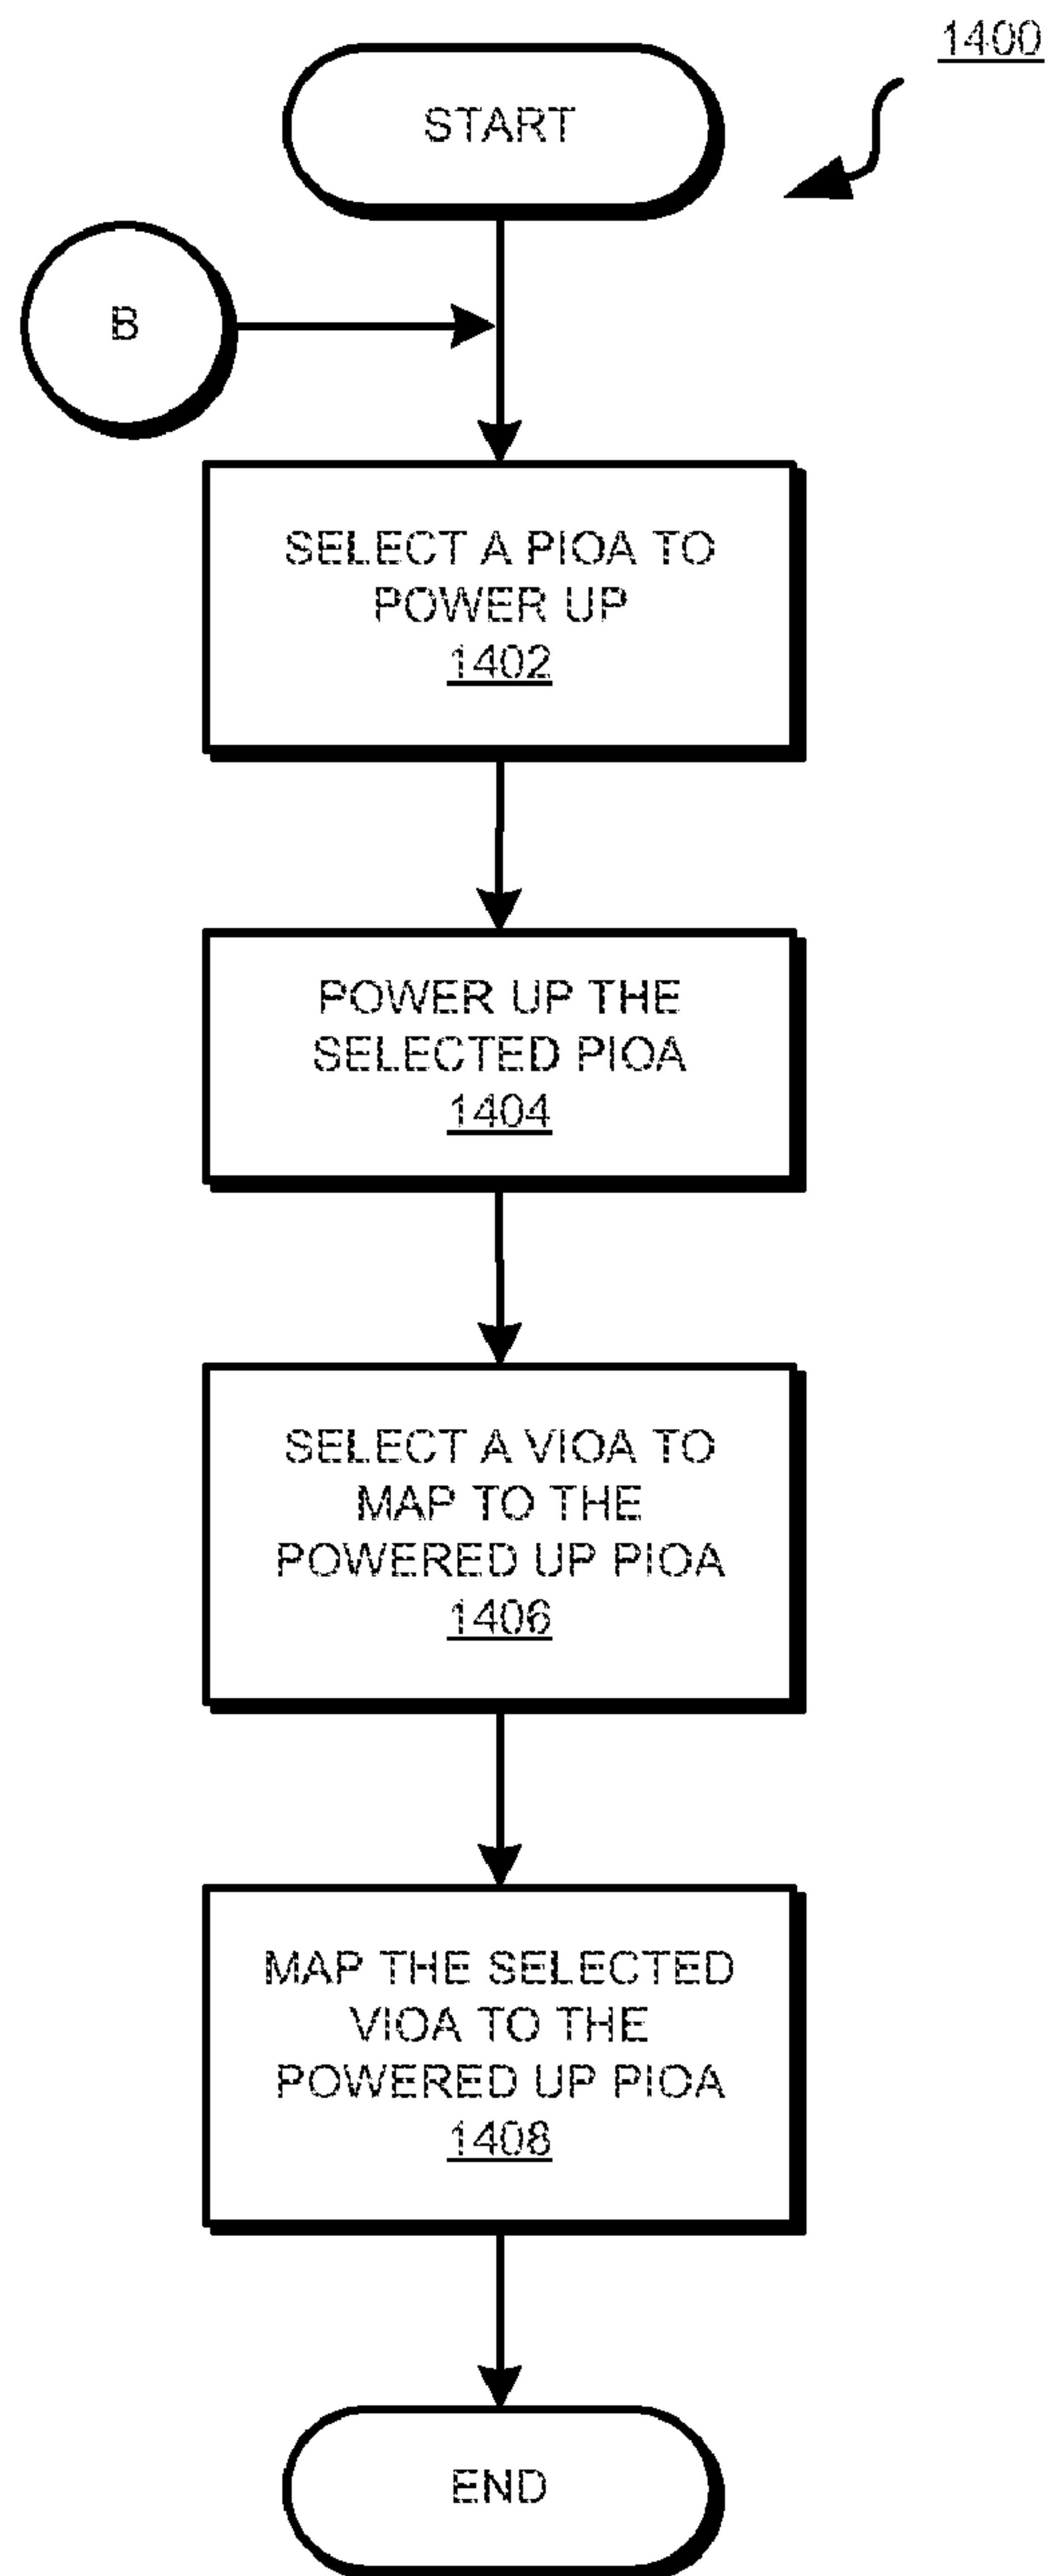 1400
START
B
SELECT A PIOA TO
POWER UP
1402
POWER UP THE
SELECTED PIOA
1404
SELECT A VIOA TO
MAP TO THE
POWERED UP PIOA
1406
MAP THE SELECTED
VIOA TO THE
POWERED UP PIOA
1408
END